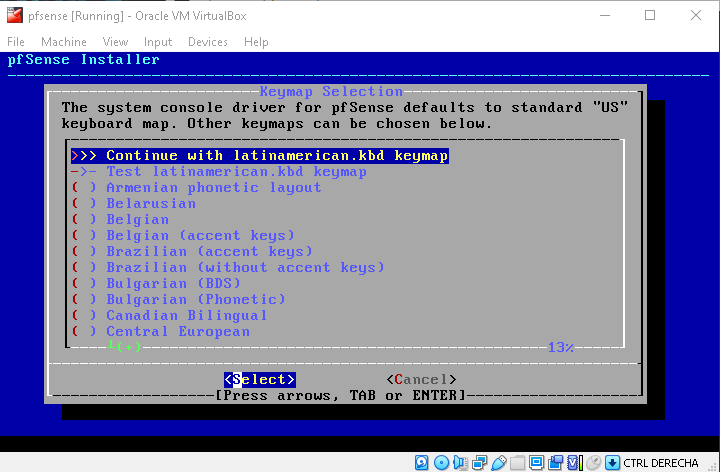 pfsense [Running] - Oracle VM VirtualBox
File Machine View Input Devices Help
pfSense Installer
Keymap Selection
The system console driver for pfSense defaults to standard "US"
keyboard map. Other keymaps can be chosen below.
>>> Continue with latinamerican.kbd keymap
->- Test latinamerican.kbd keymap
( ) Armenian phonetic layout
( ) Belarusian
( ) Belgian
( ) Belgian (accent keys)
( ) Brazilian (accent keys)
( ) Brazilian (without accent keys)
( ) Bulgarian (BDS)
( ) Bulgarian (Phonetic)
( ) Canadian Bilingual
( ) Central European
└(+) 13%
<Select> <Cancel>
[Press arrows, TAB or ENTER]
CTRL DERECHA